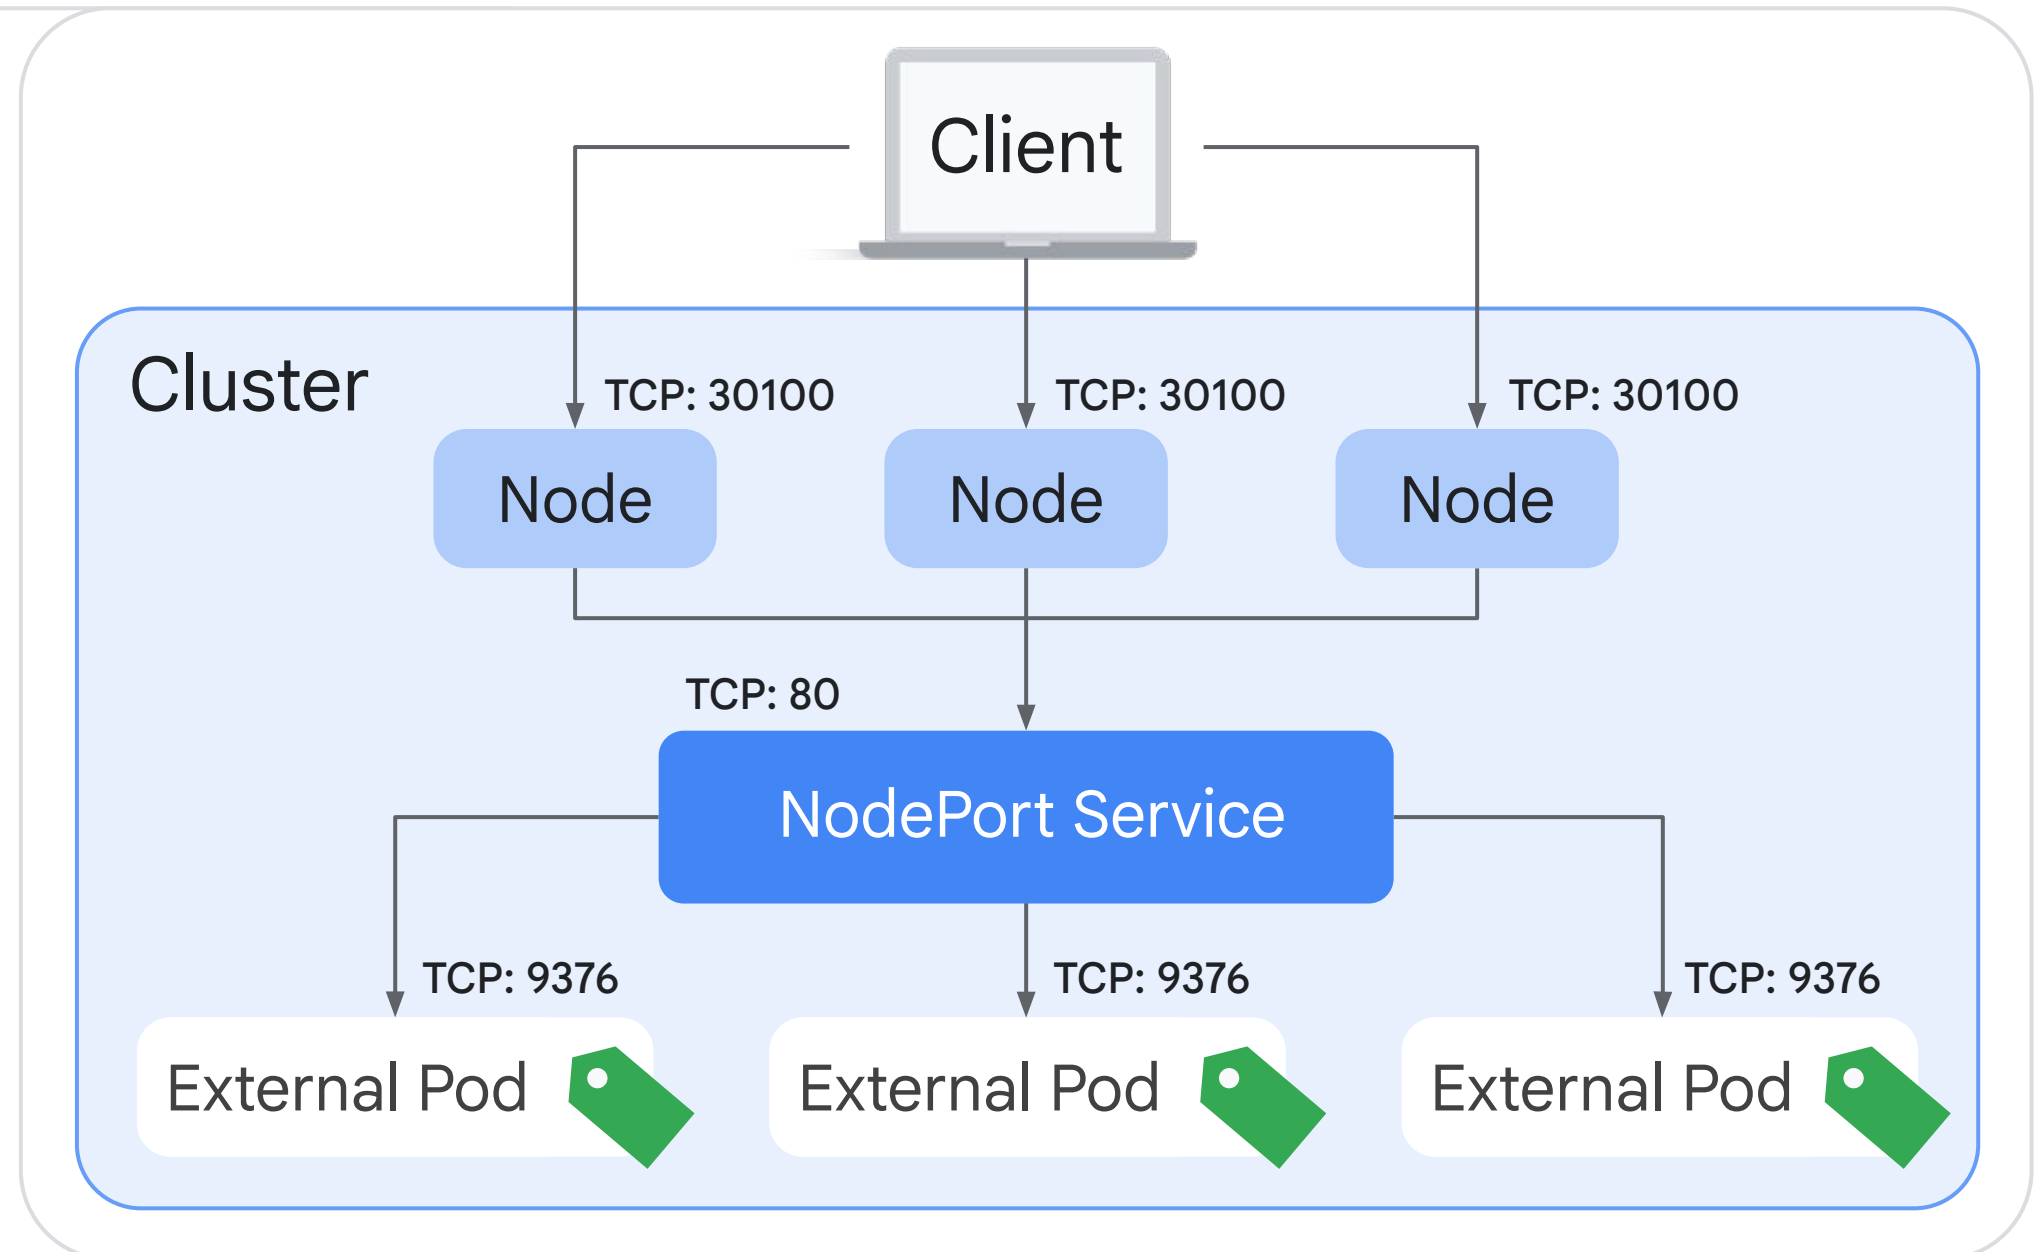 Client
Cluster
TCP: 30100
TCP: 30100
TCP: 30100
Node
Node
Node
TCP: 80
NodePort Service
TCP: 9376
TCP: 9376
TCP: 9376
External Pod
External Pod
External Pod